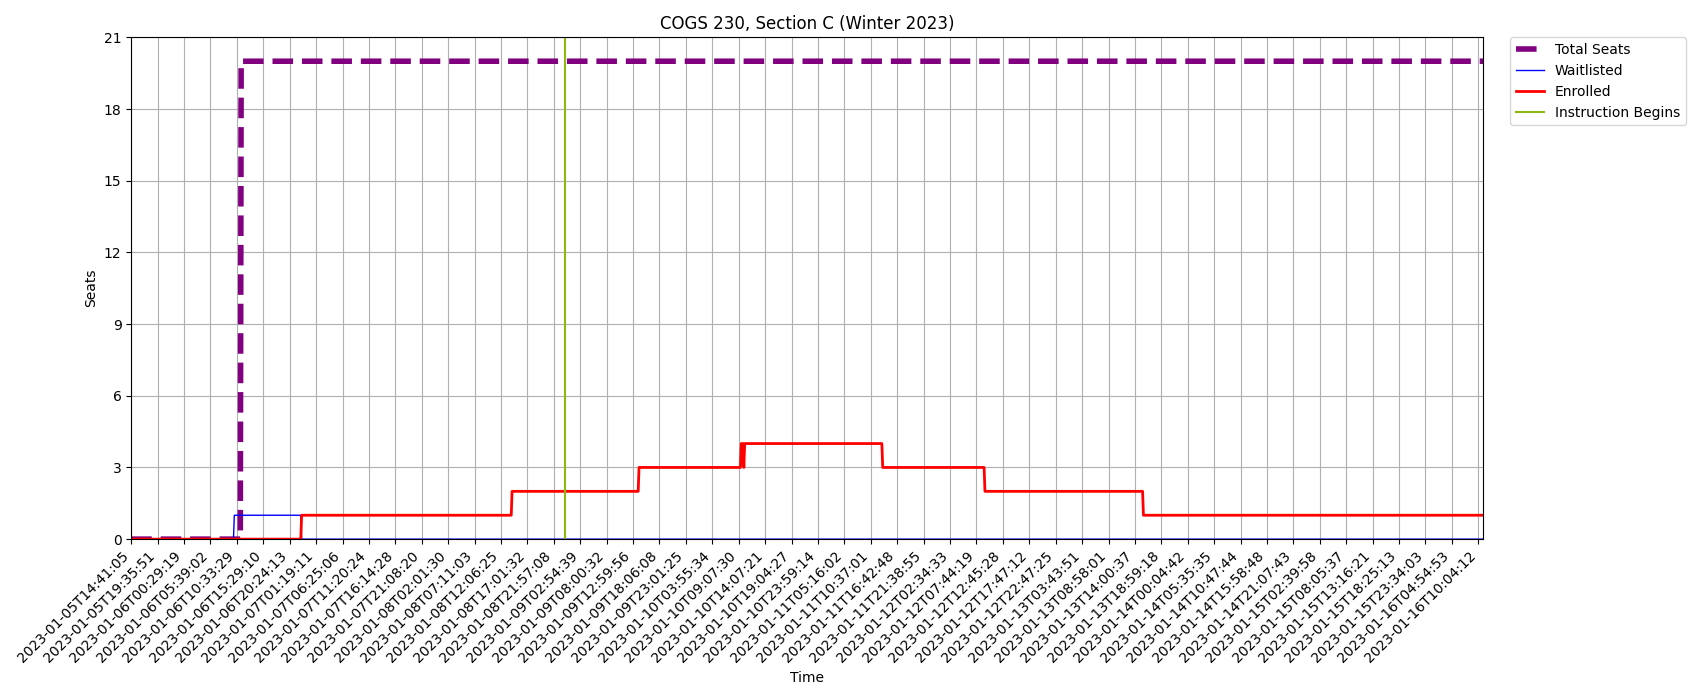 COGS 230, Section C (Winter 2023)
Total Seats
Waitlisted
Enrolled
Instruction Begins
Seats
21
18
15
12
9
6
3
0
2023-01-05T14:41:05
2023-01-05T19:35:51
2023-01-06T00:29:19
2023-01-06T05:39:02
2023-01-06T10:33:29
2023-01-06T15:29:10
2023-01-06T20:24:13
2023-01-07T01:19:11
2023-01-07T06:25:06
2023-01-07T11:20:24
2023-01-07T16:14:28
2023-01-07T21:08:20
2023-01-08T02:01:30
2023-01-08T07:11:03
2023-01-08T12:06:25
2023-01-08T17:01:32
2023-01-08T21:57:08
2023-01-09T02:54:39
2023-01-09T08:00:32
2023-01-09T12:59:56
2023-01-09T18:06:08
2023-01-09T23:01:25
2023-01-10T03:55:34
2023-01-10T09:07:30
2023-01-10T14:07:21
2023-01-10T19:04:27
2023-01-10T23:59:14
2023-01-11T05:16:02
2023-01-11T10:37:01
2023-01-11T16:42:48
2023-01-11T21:38:55
2023-01-12T02:34:33
2023-01-12T07:44:19
2023-01-12T12:45:28
2023-01-12T17:47:12
2023-01-12T22:47:25
2023-01-13T03:43:51
2023-01-13T08:58:01
2023-01-13T14:00:37
2023-01-13T18:59:18
2023-01-14T00:04:42
2023-01-14T05:35:35
2023-01-14T10:47:44
2023-01-14T15:58:48
2023-01-14T21:07:43
2023-01-15T02:39:58
2023-01-15T08:05:37
2023-01-15T13:16:21
2023-01-15T18:25:13
2023-01-15T23:34:03
2023-01-16T04:54:53
2023-01-16T10:04:12
Time